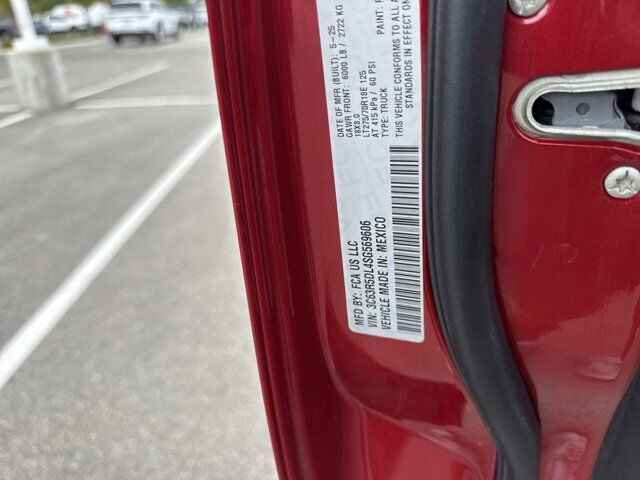 MFD BY: FCA US LLC
DATE OF MFR (BUILT): 5-25
GAWR FRONT: 6000 LB / 2722 KG
18X8.0
LT275/70R18E 125
AT 415 kPa / 60 PSI
TYPE: TRUCK
PAINT:
THIS VEHICLE CONFORMS TO ALL
STANDARDS IN EFFECT ON
VIN: 3C63R5DL4SG569606
VEHICLE MADE IN: MEXICO